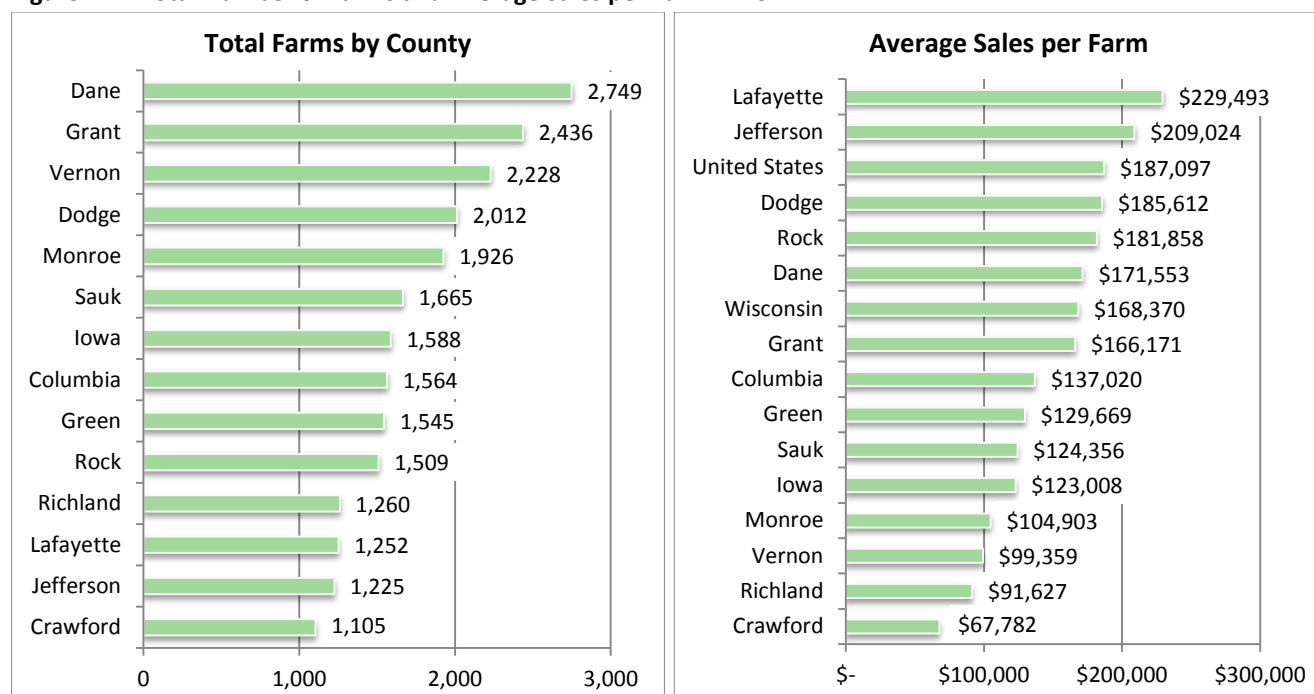 Total Farms by County
Dane 2,749
Grant 2,436
Vernon 2,228
Dodge 2,012
Monroe 1,926
Sauk 1,665
Iowa 1,588
Columbia 1,564
Green 1,545
Rock 1,509
Richland 1,260
Lafayette 1,252
Jefferson 1,225
Crawford 1,105
0 1,000 2,000 3,000
Average Sales per Farm
Lafayette $229,493
Jefferson $209,024
United States $187,097
Dodge $185,612
Rock $181,858
Dane $171,553
Wisconsin $168,370
Grant $166,171
Columbia $137,020
Green $129,669
Sauk $124,356
Iowa $123,008
Monroe $104,903
Vernon $99,359
Richland $91,627
Crawford $67,782
$- $100,000 $200,000 $300,000